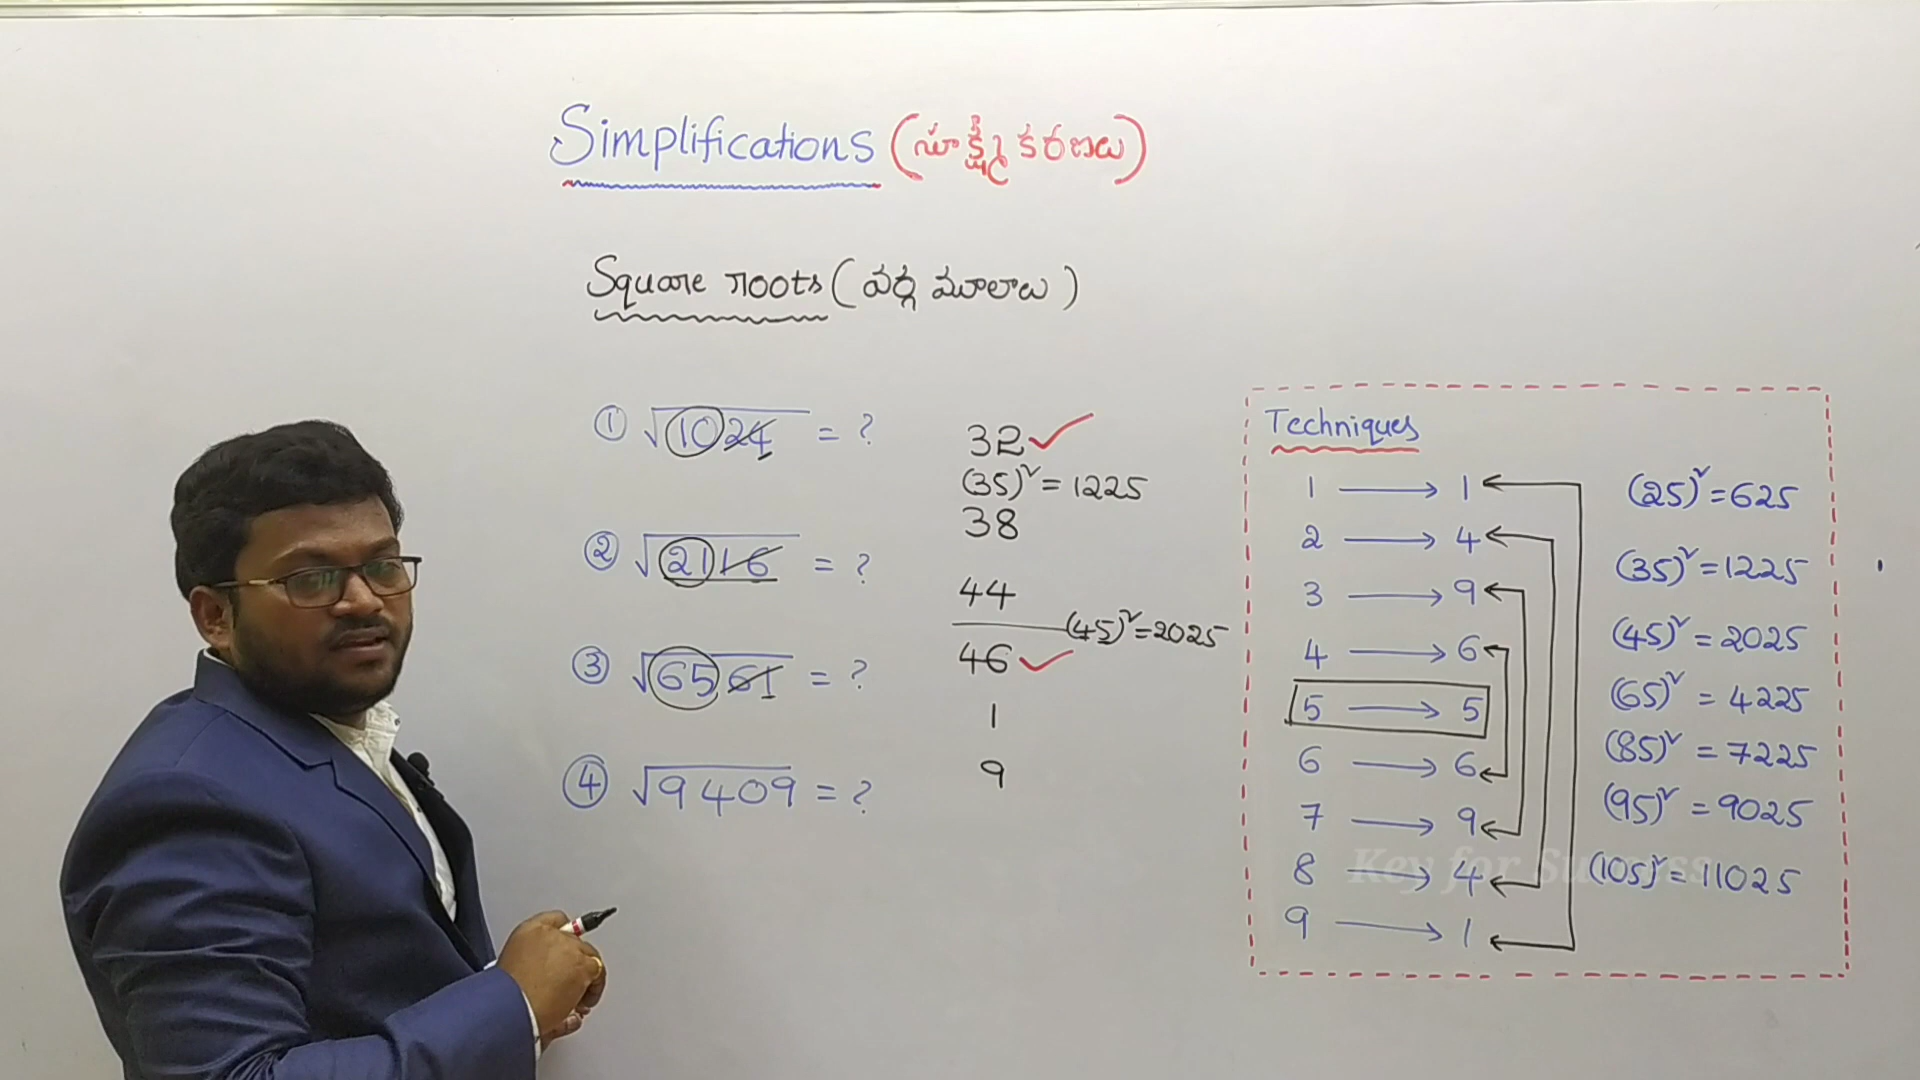 Simplifications (సూక్ష్మీకరణలు)
Square roots (వర్గ మూలాలు)
① √1024 = ?
② √2116 = ?
③ √6561 = ?
④ √9409 = ?
32 ✓
(35)² = 1225
38
44
(45)² = 2025
46 ✓
1
9
Techniques
1 → 1
2 → 4
3 → 9
4 → 6
5 → 5
6 → 6
7 → 9
8 → 4
9 → 1
(25)² = 625
(35)² = 1225
(45)² = 2025
(65)² = 4225
(85)² = 7225
(95)² = 9025
(105)² = 11025
Key for Success